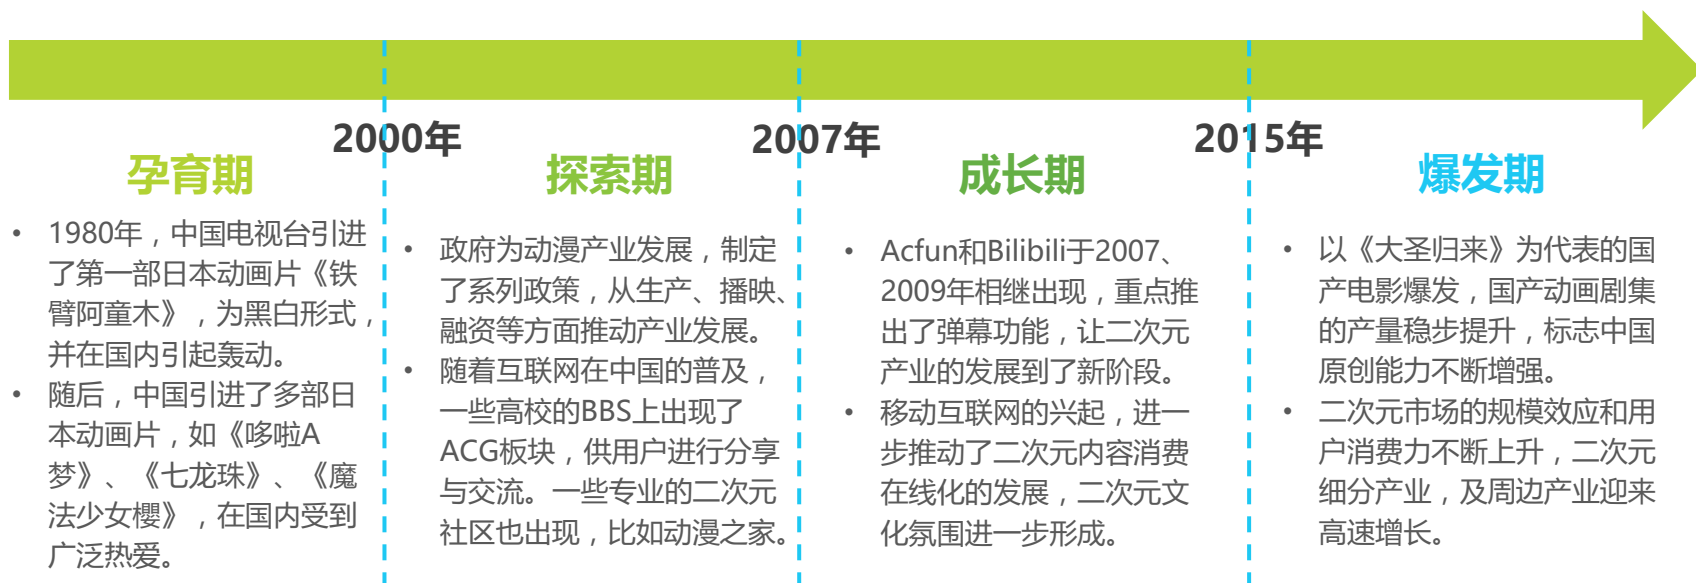 2000年
2007年
2015年
孕育期
• 1980年，中国电视台引进
了第一部日本动画片《铁
臂阿童木》，为黑白形式，
并在国内引起轰动。
• 随后，中国引进了多部日
本动画片，如《哆啦A
梦》、《七龙珠》、《魔
法少女樱》，在国内受到
广泛热爱。
探索期
• 政府为动漫产业发展，制定
了系列政策，从生产、播映、
融资等方面推动产业发展。
• 随着互联网在中国的普及，
一些高校的BBS上出现了
ACG板块，供用户进行分享
与交流。一些专业的二次元
社区也出现，比如动漫之家。
成长期
• Acfun和Bilibili于2007、
2009年相继出现，重点推
出了弹幕功能，让二次元
产业的发展到了新阶段。
• 移动互联网的兴起，进一
步推动了二次元内容消费
在线化的发展，二次元文
化氛围进一步形成。
爆发期
• 以《大圣归来》为代表的国
产电影爆发，国产动画剧集
的产量稳步提升，标志中国
原创能力不断增强。
• 二次元市场的规模效应和用
户消费力不断上升，二次元
细分产业，及周边产业迎来
高速增长。